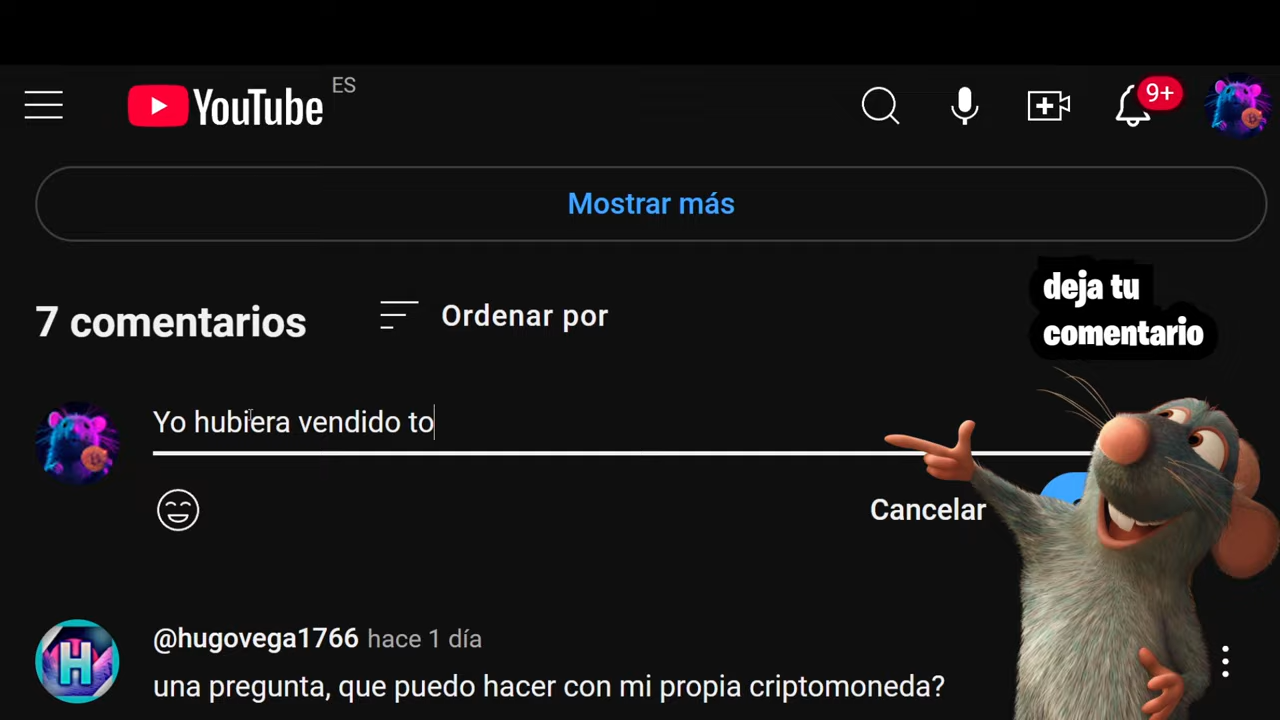 YouTube ES
9+
Mostrar más
deja tu
comentario
7 comentarios
Ordenar por
Yo hubiera vendido to
Cancelar
@hugovega1766 hace 1 día
una pregunta, que puedo hacer con mi propia criptomoneda?